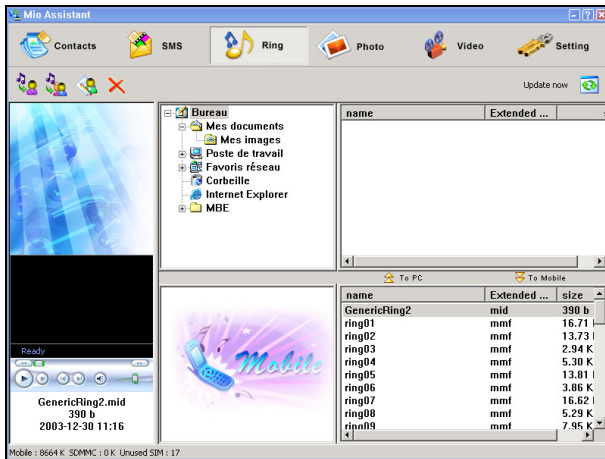 Mio Assistant
Contacts SMS Ring Photo Video Setting
Update now
Bureau
Mes documents
Mes images
Poste de travail
Favoris réseau
Corbeille
Internet Explorer
MBE
name Extended ... s
To PC To Mobile
name Extended ... size
GenericRing2 mid 390 b
ring01 mmf 16.71
ring02 mmf 13.73
ring03 mmf 2.94 K
ring04 mmf 5.30 K
ring05 mmf 13.81
ring06 mmf 3.86 K
ring07 mmf 16.62
ring08 mmf 5.29 K
ring09 mmf 7.95 K
Mobile
Ready
GenericRing2.mid
390 b
2003-12-30 11:16
Mobile : 8664 K SDMMC : 0 K Unused SIM : 17